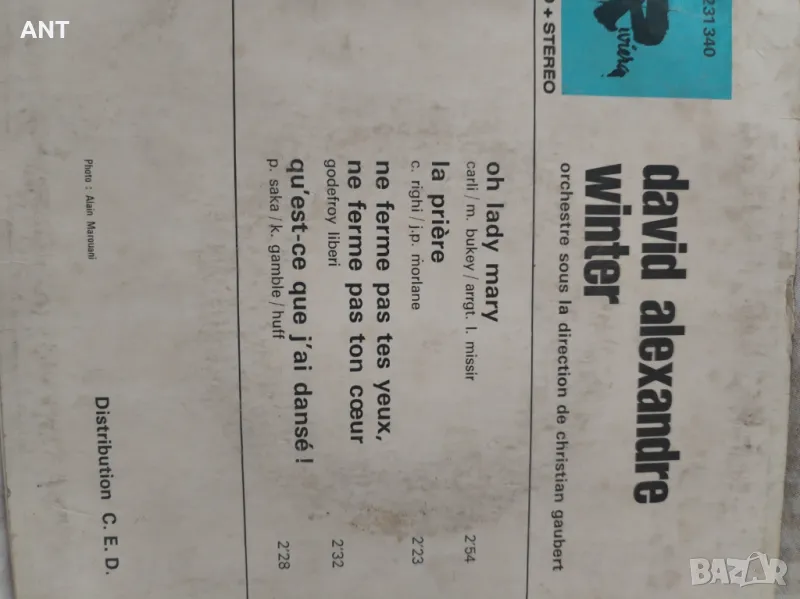 ANT
231 340
Riviera
+ STEREO
david alexandre
winter
orchestre sous la direction de christian gaubert
oh lady mary 2'54
carli / m. bukey / arrgt. l. missir
la prière 2'23
c. righi / j.p. morlane
ne ferme pas tes yeux,
ne ferme pas ton cœur 2'32
godefroy liberi
qu'est-ce que j'ai dansé ! 2'28
p. saka / k. gamble / huff
Photo : Alain Marouani
Distribution C. E. D.
BAZAR